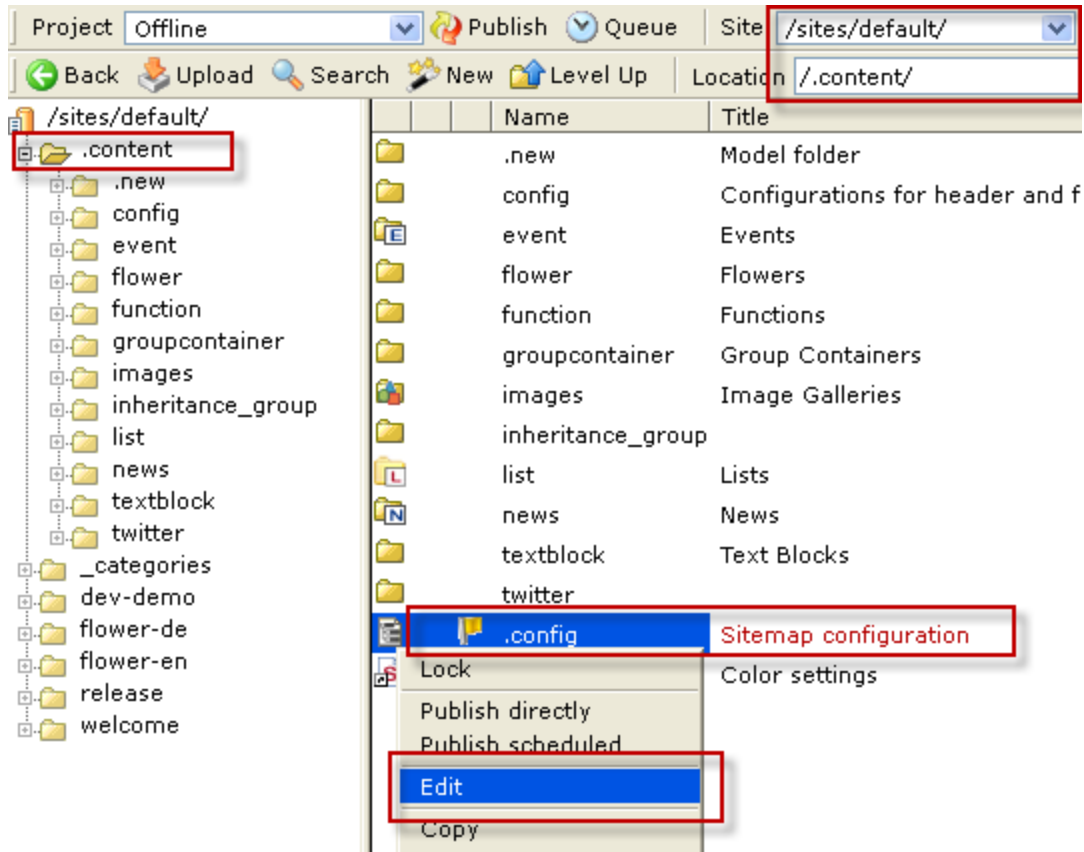 Project Offline Publish Queue Site /sites/default/
Back Upload Search New Level Up Location /.content/
/sites/default/
.content
.new
config
event
flower
function
groupcontainer
images
inheritance_group
list
news
textblock
twitter
_categories
dev-demo
flower-de
flower-en
release
welcome
Name Title
.new Model folder
config Configurations for header and f
event Events
flower Flowers
function Functions
groupcontainer Group Containers
images Image Galleries
inheritance_group
list Lists
news News
textblock Text Blocks
twitter
.config Sitemap configuration
Color settings
Lock
Publish directly
Publish scheduled
Edit
Copy